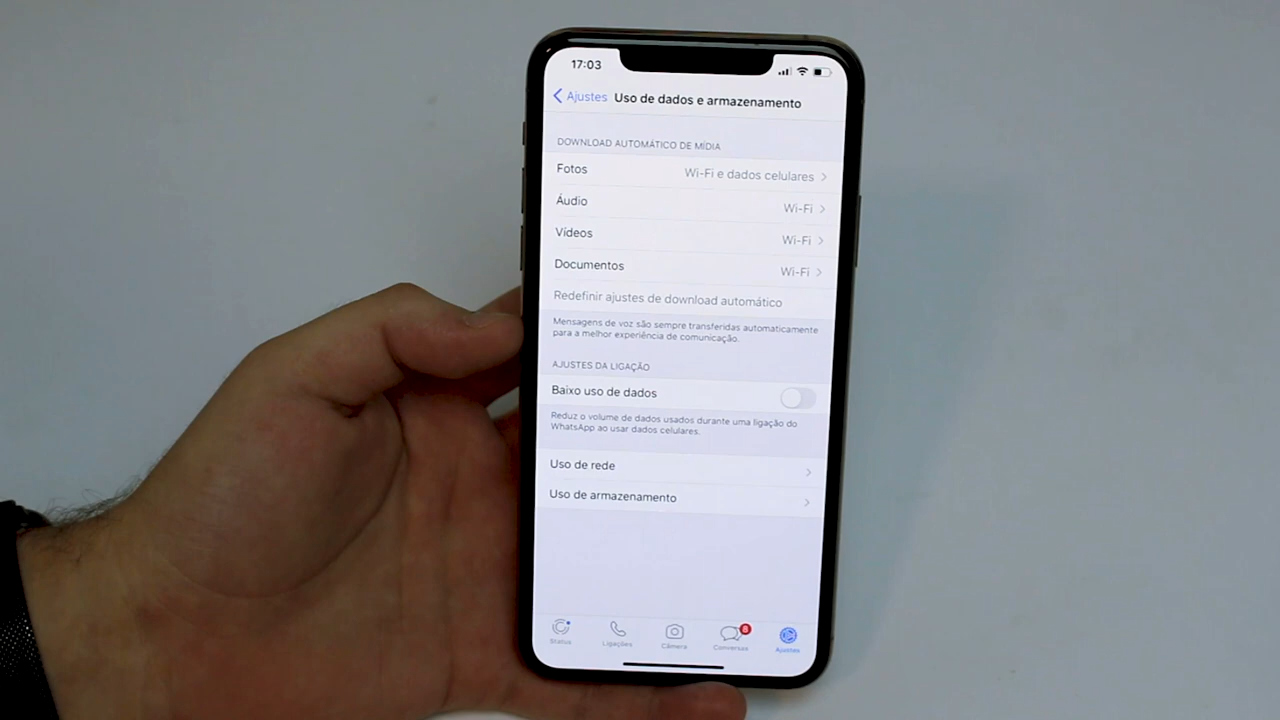 17:03
Ajustes Uso de dados e armazenamento
DOWNLOAD AUTOMÁTICO DE MÍDIA
Fotos Wi-Fi e dados celulares
Áudio Wi-Fi
Vídeos Wi-Fi
Documentos Wi-Fi
Redefinir ajustes de download automático
Mensagens de voz são sempre transferidas automaticamente
para a melhor experiência de comunicação.
AJUSTES DA LIGAÇÃO
Baixo uso de dados
Reduz o volume de dados usados durante uma ligação do
WhatsApp ao usar dados celulares.
Uso de rede
Uso de armazenamento
8
Status Ligações Câmera Conversas Ajustes